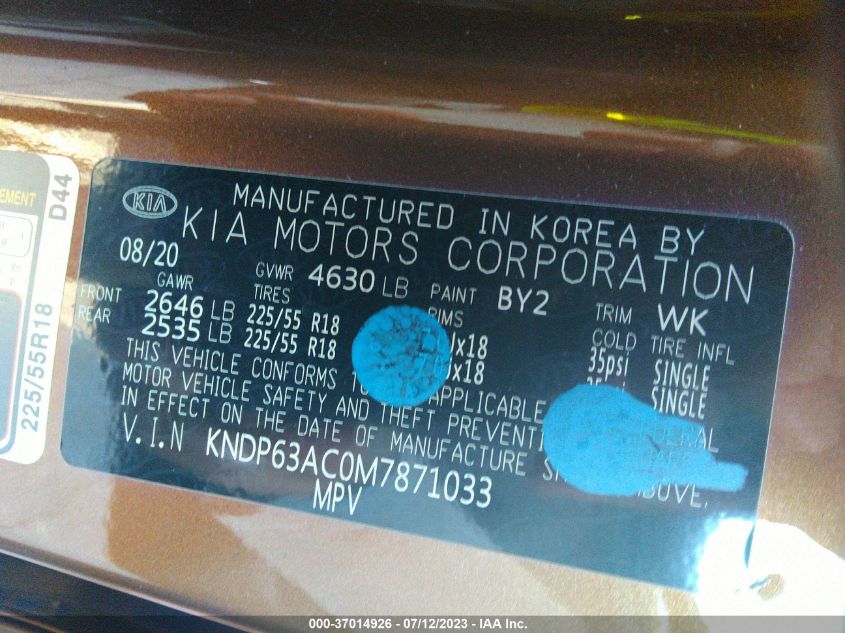 EMENT
D44
225/55R18
KIA
MANUFACTURED IN KOREA BY
KIA MOTORS CORPORATION
08/20
GAWR GVWR 4630 LB PAINT BY2 TRIM WK
FRONT 2646 LB TIRES 225/55 R18 x18 COLD TIRE INFL 35psi SINGLE
REAR 2535 LB 225/55 R18 x18 SINGLE
THIS VEHICLE CONFORMS APPLICABLE
MOTOR VEHICLE SAFETY AND THEFT
IN EFFECT ON THE DATE OF MANUFACTURE
V.I.N KNDP63AC0M7871033
MPV
000-37014926 - 07/12/2023 - IAA Inc.